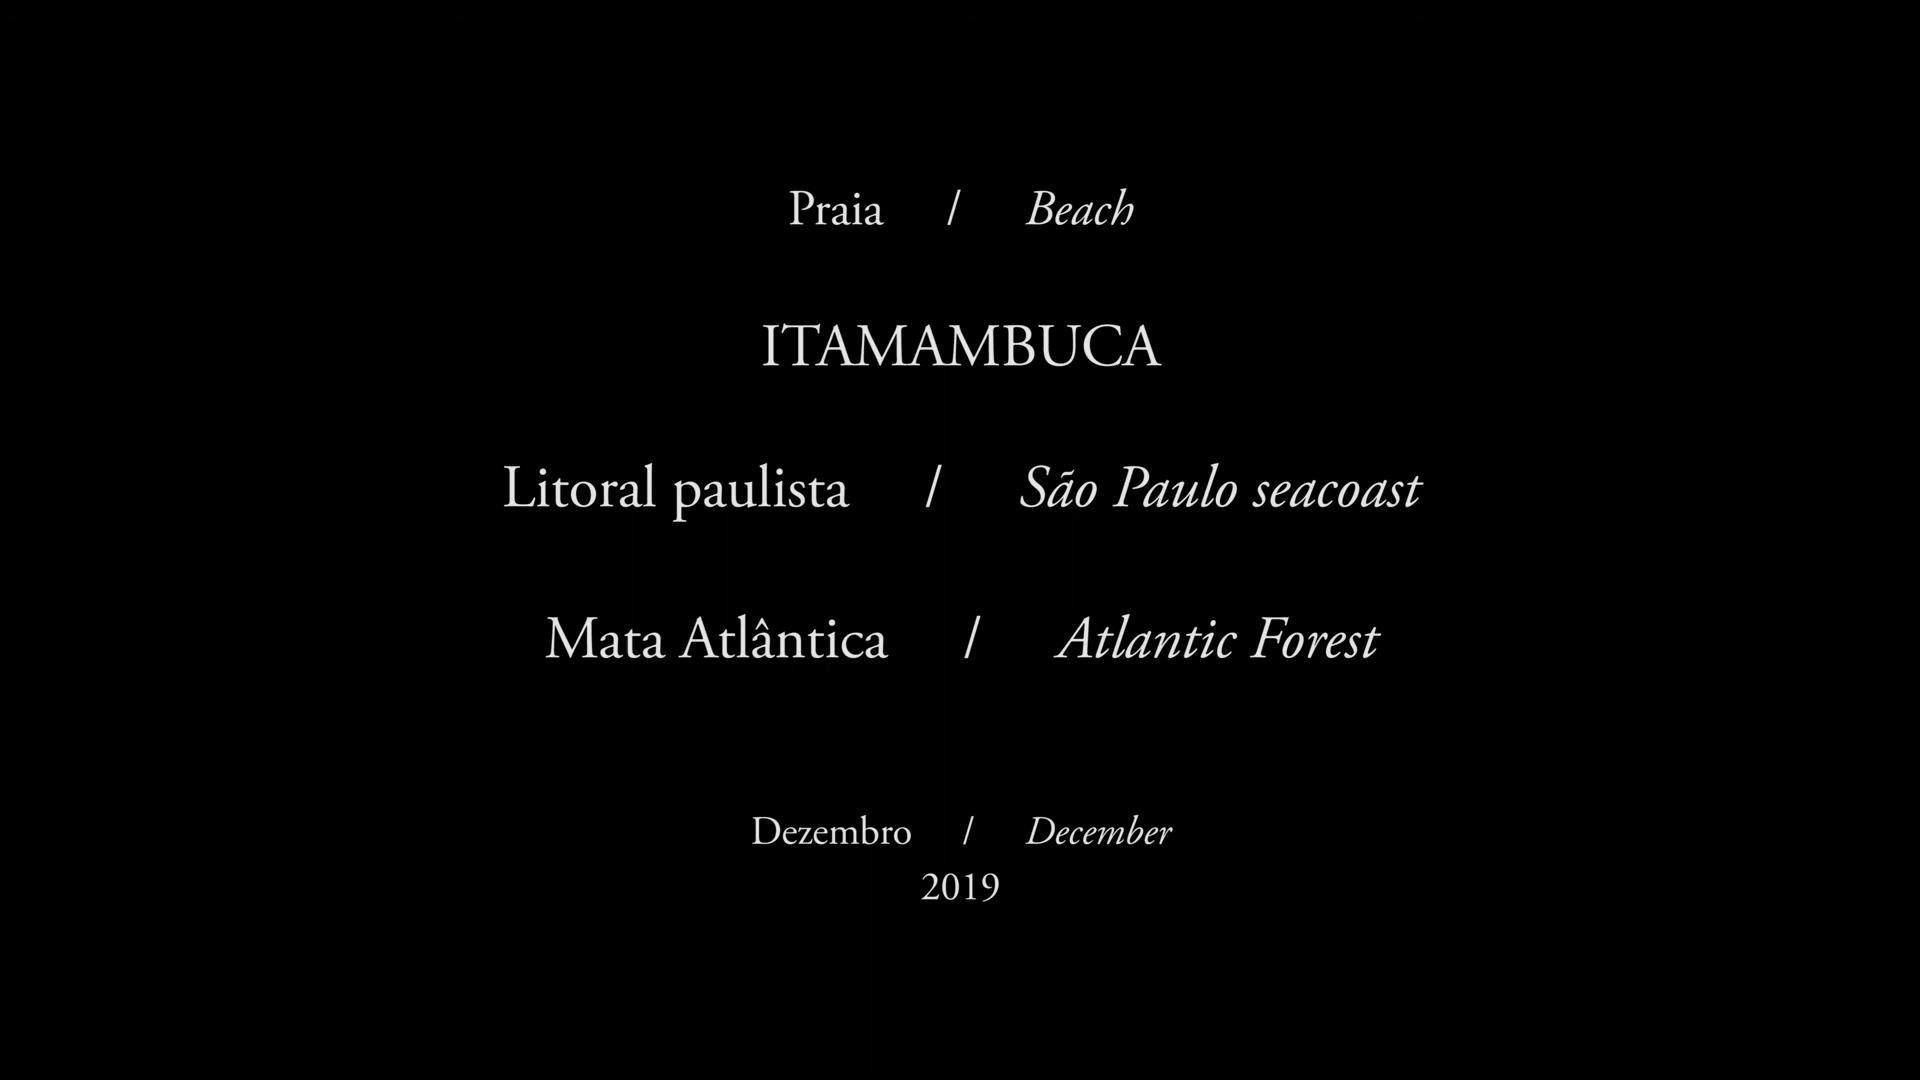 Praia / Beach
ITAMAMBUCA
Litoral paulista / São Paulo seacoast
Mata Atlântica / Atlantic Forest
Dezembro / December
2019